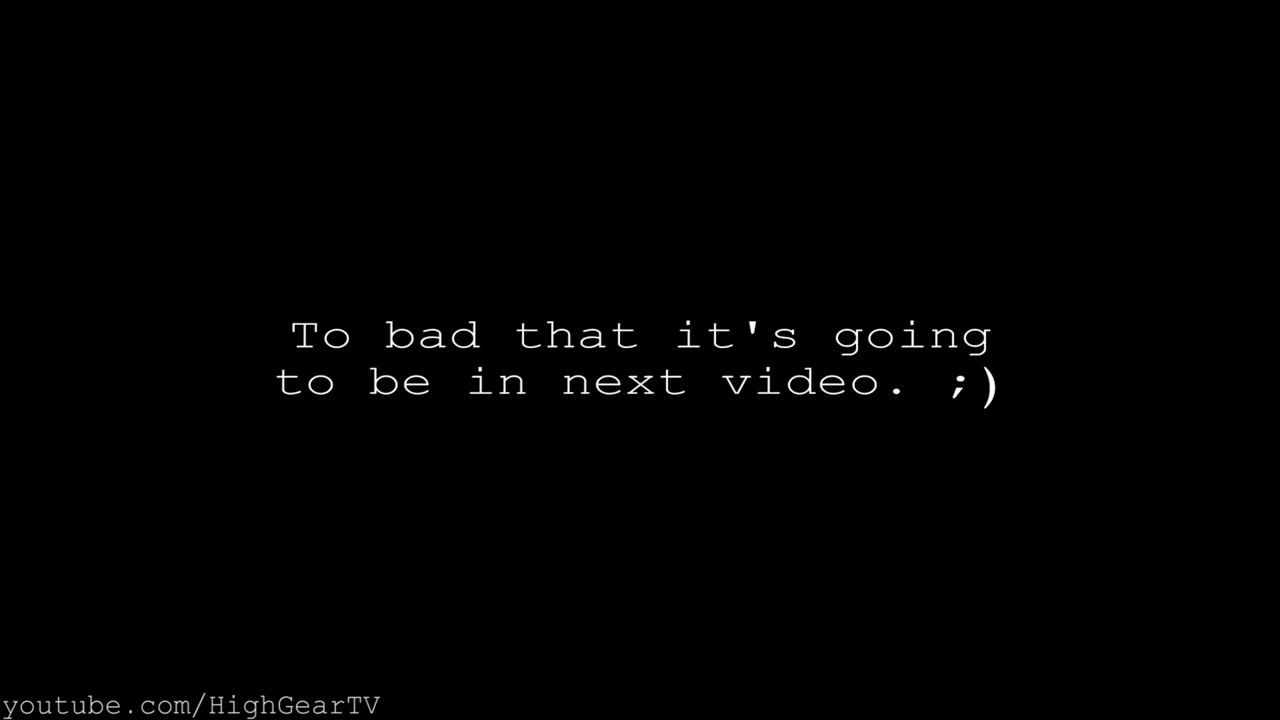 To bad that it's going
to be in next video. ;)
youtube.com/HighGearTV